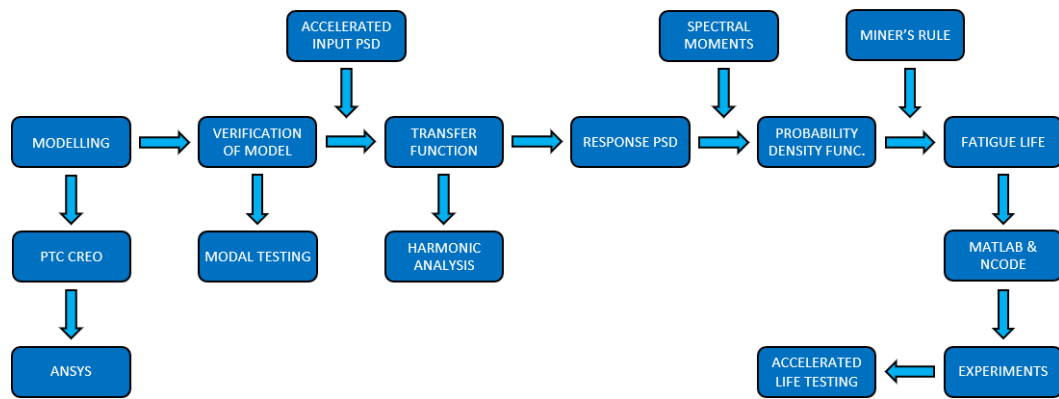 ACCELERATED
INPUT PSD
SPECTRAL
MOMENTS
MINER'S RULE
MODELLING
VERIFICATION
OF MODEL
TRANSFER
FUNCTION
RESPONSE PSD
PROBABILITY
DENSITY FUNC.
FATIGUE LIFE
PTC CREO
MODAL TESTING
HARMONIC
ANALYSIS
MATLAB &
NCODE
ANSYS
ACCELERATED
LIFE TESTING
EXPERIMENTS